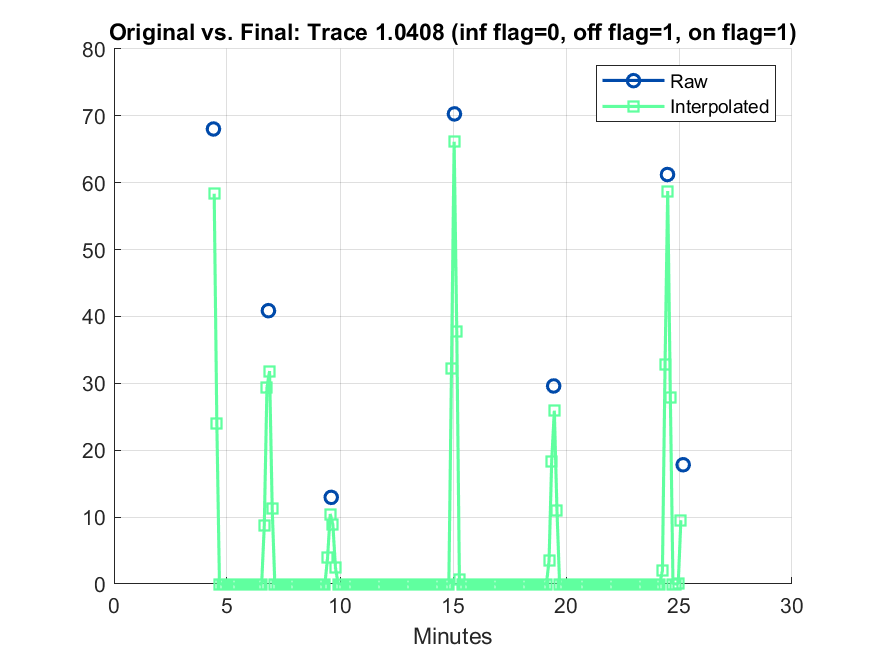 Original vs. Final: Trace 1.0408 (inf flag=0, off flag=1, on flag=1)
80
70
60
50
40
30
20
10
0
Raw
Interpolated
0 5 10 15 20 25 30
Minutes